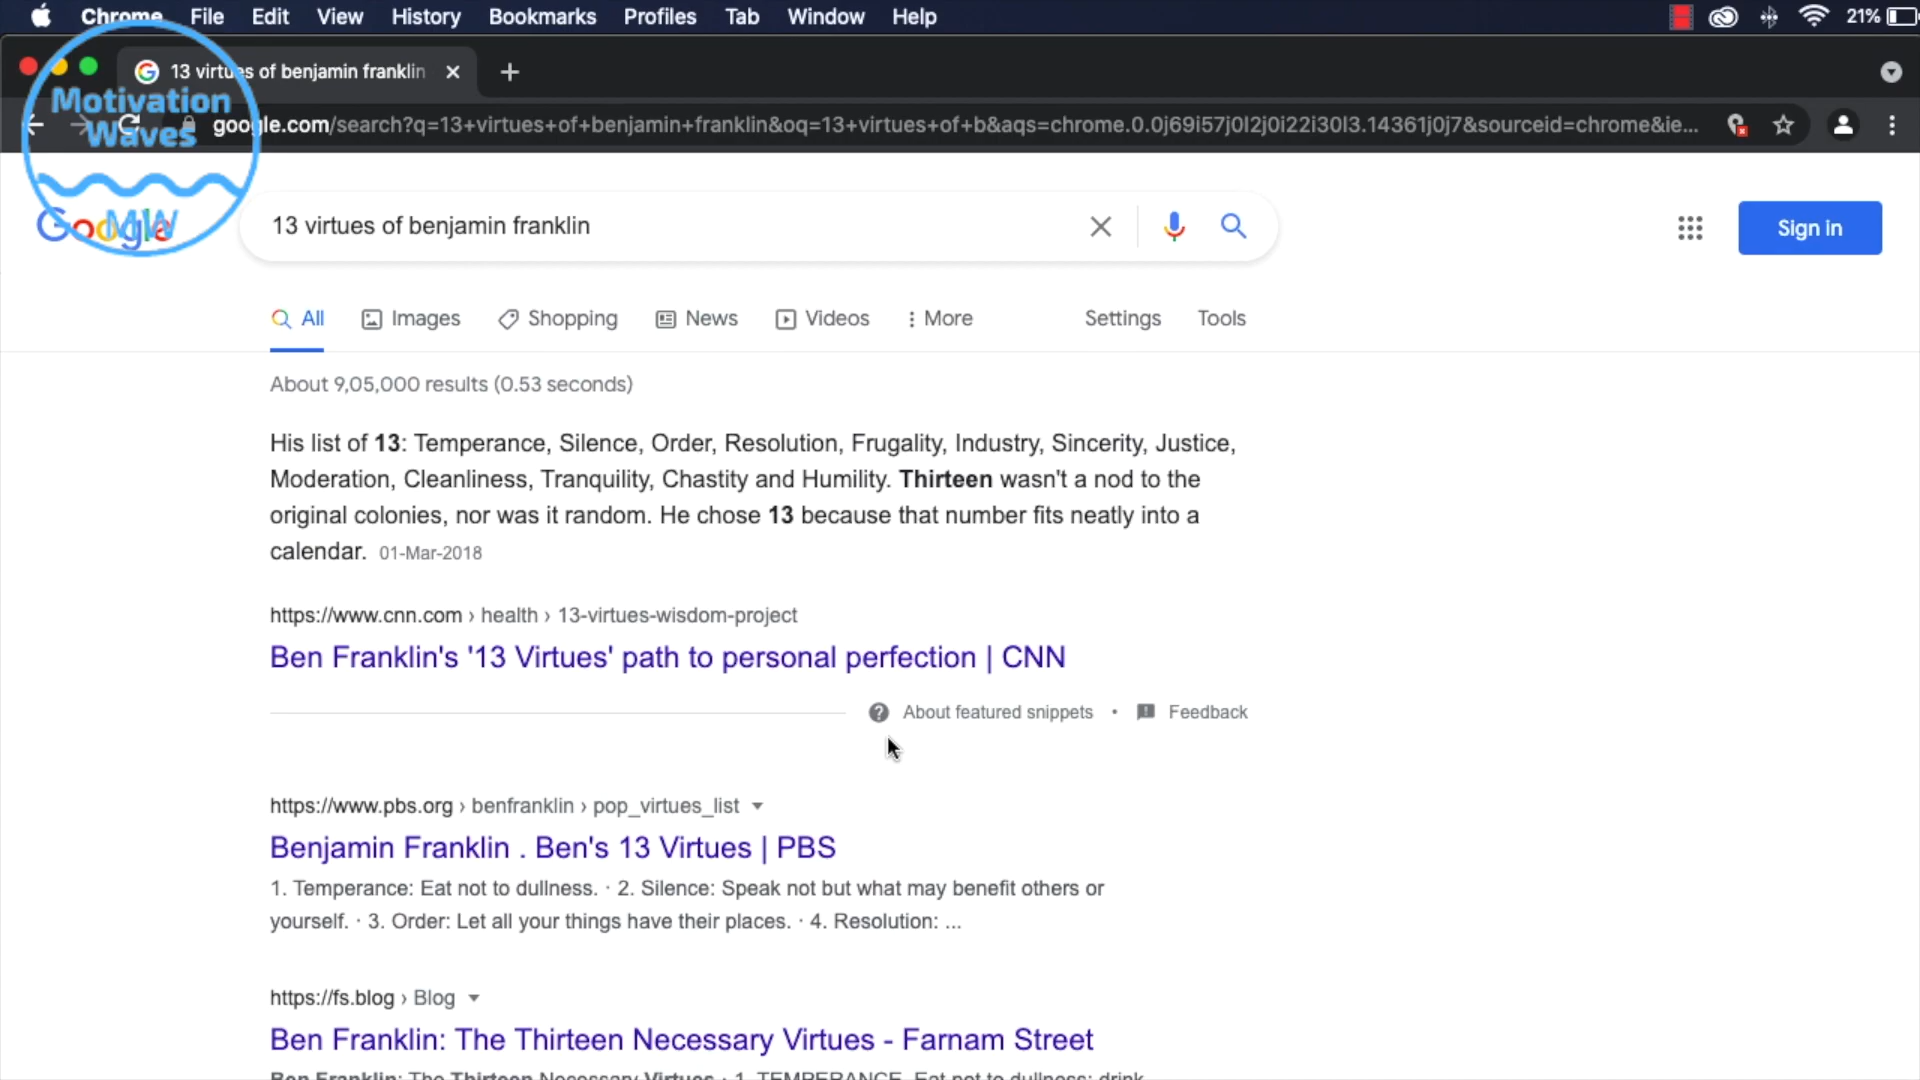 Chrome File Edit View History Bookmarks Profiles Tab Window Help 21%
13 virtues of benjamin franklin
Motivation
Waves
MW
google.com/search?q=13+virtues+of+benjamin+franklin&oq=13+virtues+of+b&aqs=chrome.0.0j69i57j0l2j0i22i30l3.14361j0j7&sourceid=chrome&ie...
Google
13 virtues of benjamin franklin
Sign in
All Images Shopping News Videos More Settings Tools
About 9,05,000 results (0.53 seconds)
His list of 13: Temperance, Silence, Order, Resolution, Frugality, Industry, Sincerity, Justice,
Moderation, Cleanliness, Tranquility, Chastity and Humility. Thirteen wasn't a nod to the
original colonies, nor was it random. He chose 13 because that number fits neatly into a
calendar. 01-Mar-2018
https://www.cnn.com › health › 13-virtues-wisdom-project
Ben Franklin's '13 Virtues' path to personal perfection | CNN
About featured snippets • Feedback
https://www.pbs.org › benfranklin › pop_virtues_list
Benjamin Franklin . Ben's 13 Virtues | PBS
1. Temperance: Eat not to dullness. · 2. Silence: Speak not but what may benefit others or
yourself. · 3. Order: Let all your things have their places. · 4. Resolution: ...
https://fs.blog › Blog
Ben Franklin: The Thirteen Necessary Virtues - Farnam Street
Ben Franklin: The Thirteen Necessary Virtues · 1. TEMPERANCE. Eat not to dullness; drink